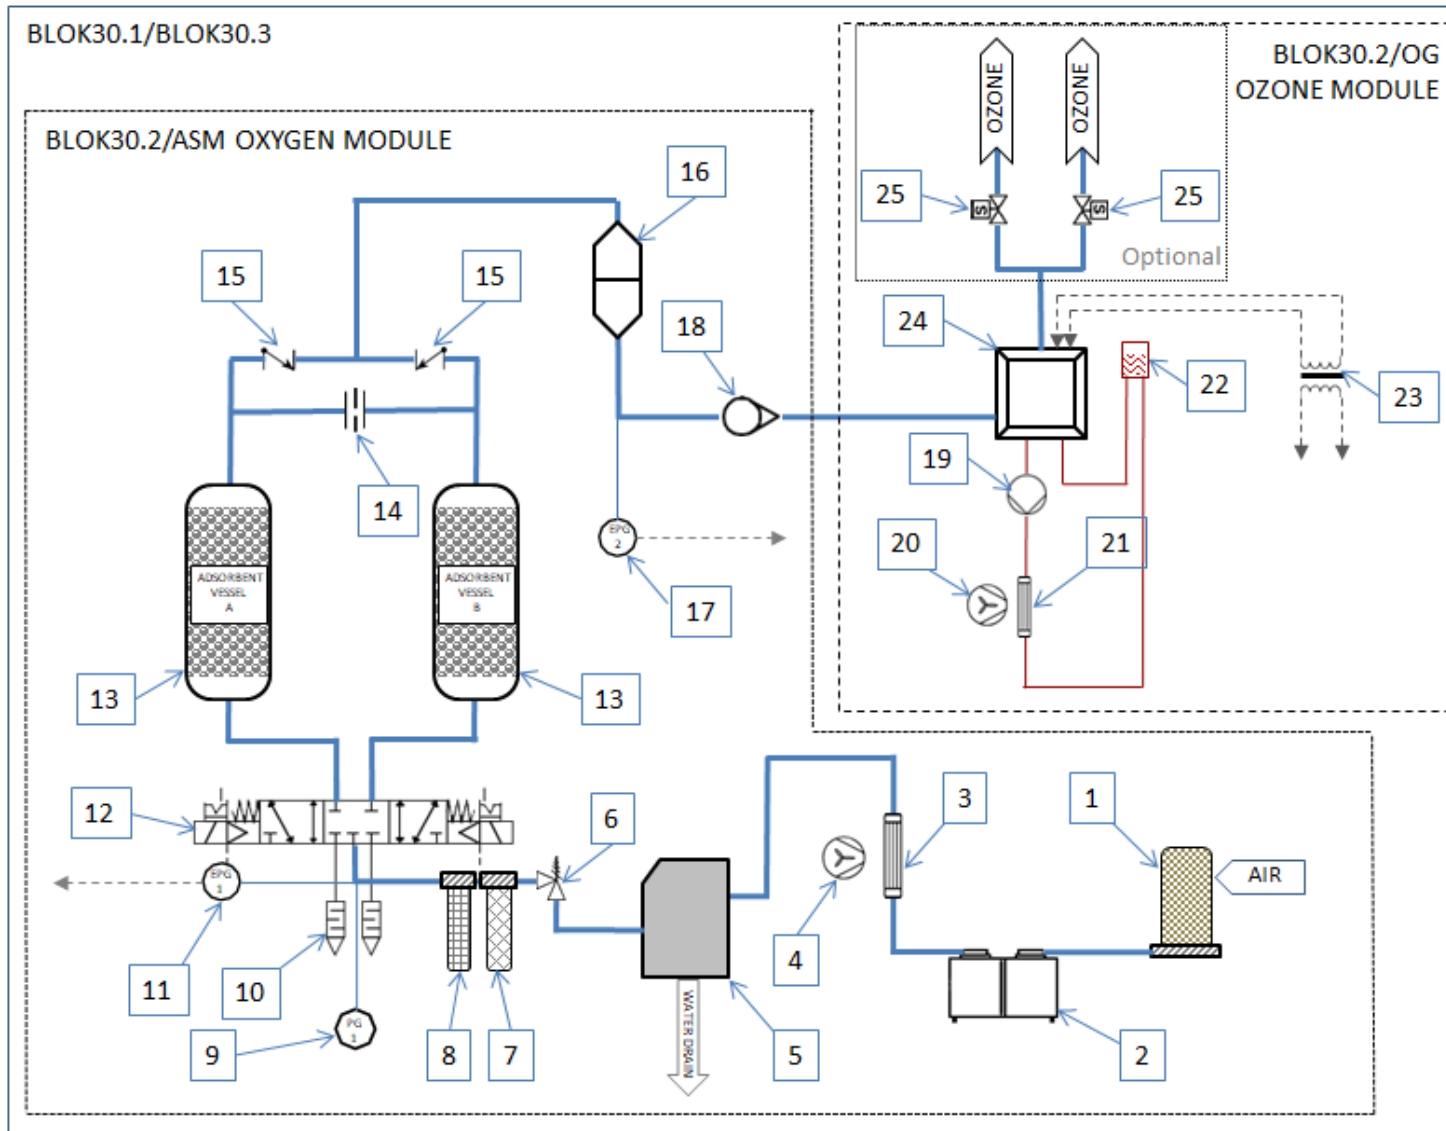 BLOK30.1/BLOK30.3
BLOK30.2/OG
OZONE MODULE
OZONE
OZONE
25
25
Optional
BLOK30.2/ASM OXYGEN MODULE
16
15
15
18
24
22
23
14
19
EPG
2
17
20
21
ADSORBENT
VESSEL
A
ADSORBENT
VESSEL
B
13
13
12
6
3
1
AIR
EPG
1
4
11
10
PG
1
9
8
7
WATER DRAIN
5
2
S
S